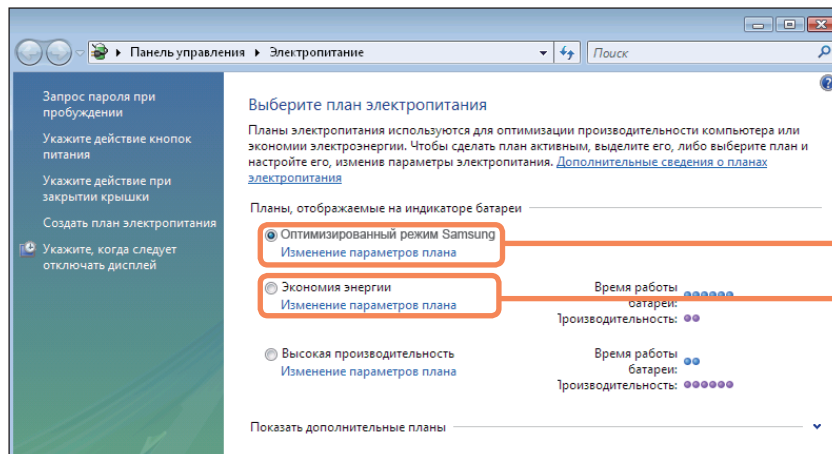 Панель управления ▸ Электропитание
Поиск
Запрос пароля при
пробуждении
Укажите действие кнопок
питания
Укажите действие при
закрытии крышки
Создать план электропитания
Укажите, когда следует
отключать дисплей
Выберите план электропитания
Планы электропитания используются для оптимизации производительности компьютера или
экономии электроэнергии. Чтобы сделать план активным, выделите его, либо выберите план и
настройте его, изменив параметры электропитания. Дополнительные сведения о планах
электропитания
Планы, отображаемые на индикаторе батареи
Оптимизированный режим Samsung
Изменение параметров плана
Экономия энергии
Изменение параметров плана
Время работы
батареи:
Производительность:
Высокая производительность
Изменение параметров плана
Время работы
батареи:
Производительность:
Показать дополнительные планы